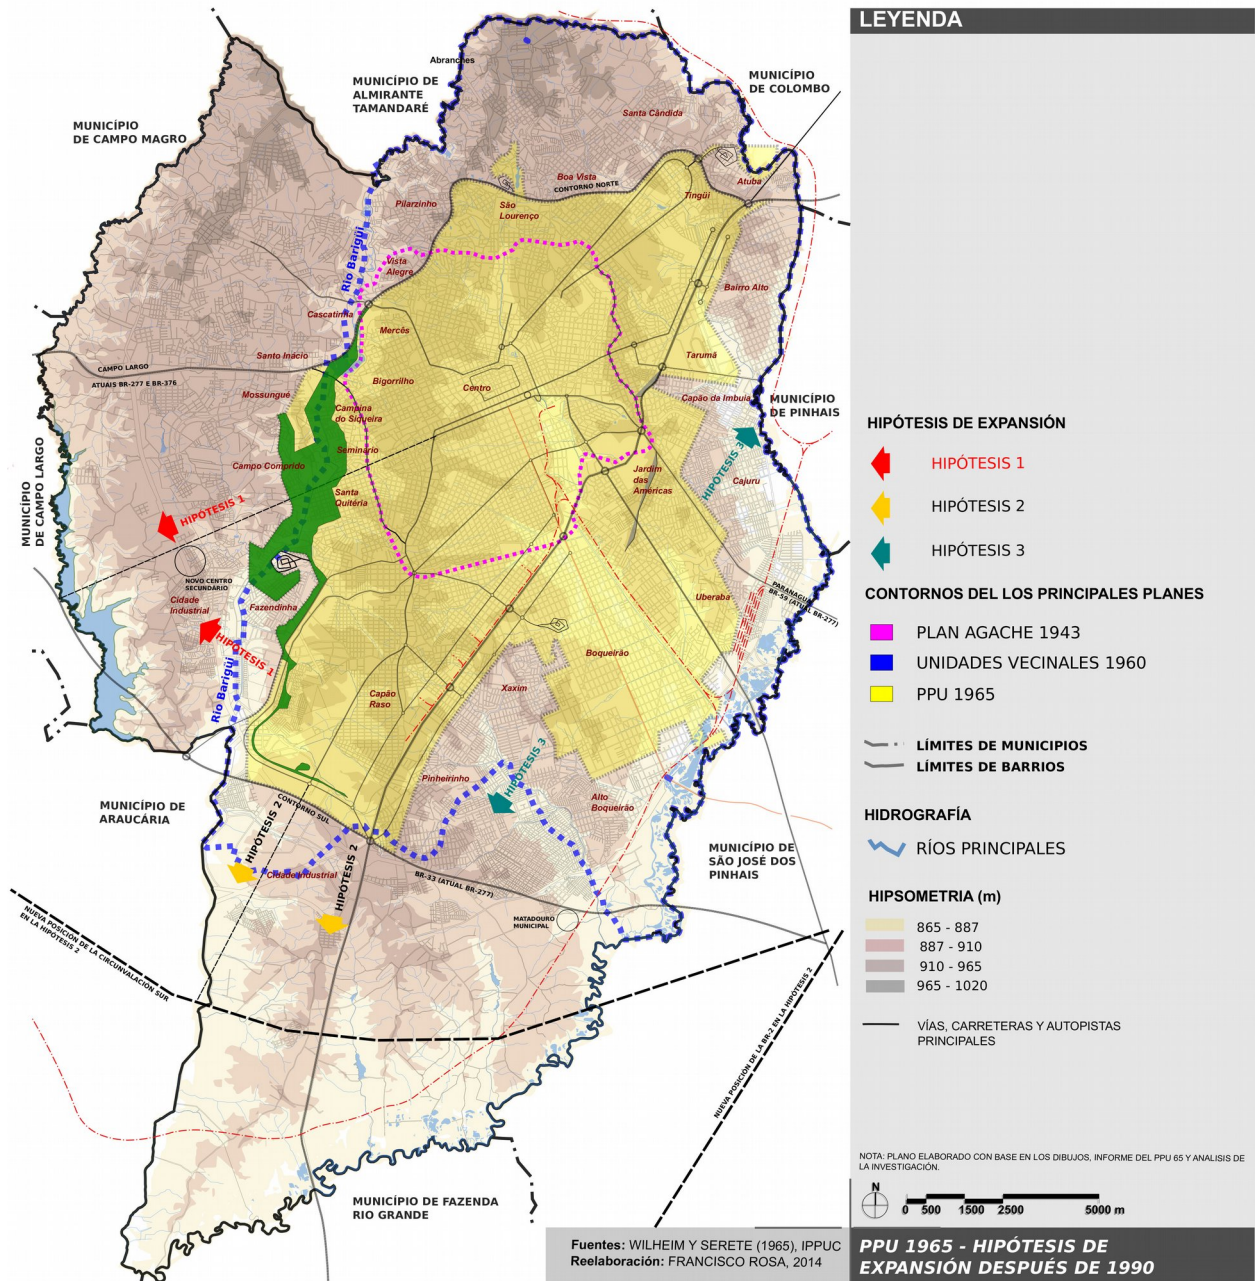 LEYENDA
Abranches
MUNICÍPIO DE
ALMIRANTE
TAMANDARÉ
MUNICÍPIO
DE COLOMBO
MUNICÍPIO
DE CAMPO MAGRO
Santa Cândida
Boa Vista
CONTORNO NORTE
Atuba
Tingüi
Pilarzinho
São
Lourenço
Rio Barigüi
Vista
Alegre
Bairro Alto
Cascatinha
Mercês
Santo Inácio
Tarumã
CAMPO LARGO
ATUAIS BR-277 E BR-376
Bigorrilho
Centro
Mossungue
Capão da Imbuia
MUNICÍPIO
DE PINHAIS
Campina
do Siqueira
Seminário
HIPÓTESIS 3
Campo Comprido
Jardim
das
Américas
Cajuru
MUNICÍPIO
DE CAMPO LARGO
Santa
Quitéria
HIPÓTESIS 1
NOVO CENTRO
SECUNDÁRIO
Cidade
Industrial
Fazendinha
PARANAGUÁ
BR-59 (ATUAL BR-277)
Uberaba
HIPÓTESIS 1
Boqueirão
Rio Barigüi
Xaxim
Capão
Raso
HIPÓTESIS 3
Pinheirinho
Alto
Boqueirão
MUNICÍPIO DE
ARAUCÁRIA
CONTORNO SUL
HIPÓTESIS 2
HIPÓTESIS 2
MUNICÍPIO DE
SÃO JOSÉ DOS
PINHAIS
Cidade Industrial
BR-33 (ATUAL BR-277)
MATADOURO
MUNICIPAL
NUEVA POSICIÓN DE LA CIRCUNVALACIÓN SUR
EN LA HIPÓTESIS 2
NUEVA POSICIÓN DE LA BR-2 EN LA HIPÓTESIS 2
MUNICÍPIO DE FAZENDA
RIO GRANDE
HIPÓTESIS DE EXPANSIÓN
HIPÓTESIS 1
HIPÓTESIS 2
HIPÓTESIS 3
CONTORNOS DEL LOS PRINCIPALES PLANES
PLAN AGACHE 1943
UNIDADES VECINALES 1960
PPU 1965
LÍMITES DE MUNICIPIOS
LÍMITES DE BARRIOS
HIDROGRAFÍA
RÍOS PRINCIPALES
HIPSOMETRIA (m)
865 - 887
887 - 910
910 - 965
965 - 1020
VÍAS, CARRETERAS Y AUTOPISTAS
PRINCIPALES
NOTA: PLANO ELABORADO CON BASE EN LOS DIBUJOS, INFORME DEL PPU 65 Y ANALISIS DE
LA INVESTIGACIÓN.
N
0 500 1500 2500 5000 m
Fuentes: WILHEIM Y SERETE (1965), IPPUC
Reelaboración: FRANCISCO ROSA, 2014
PPU 1965 - HIPÓTESIS DE
EXPANSIÓN DESPUÉS DE 1990